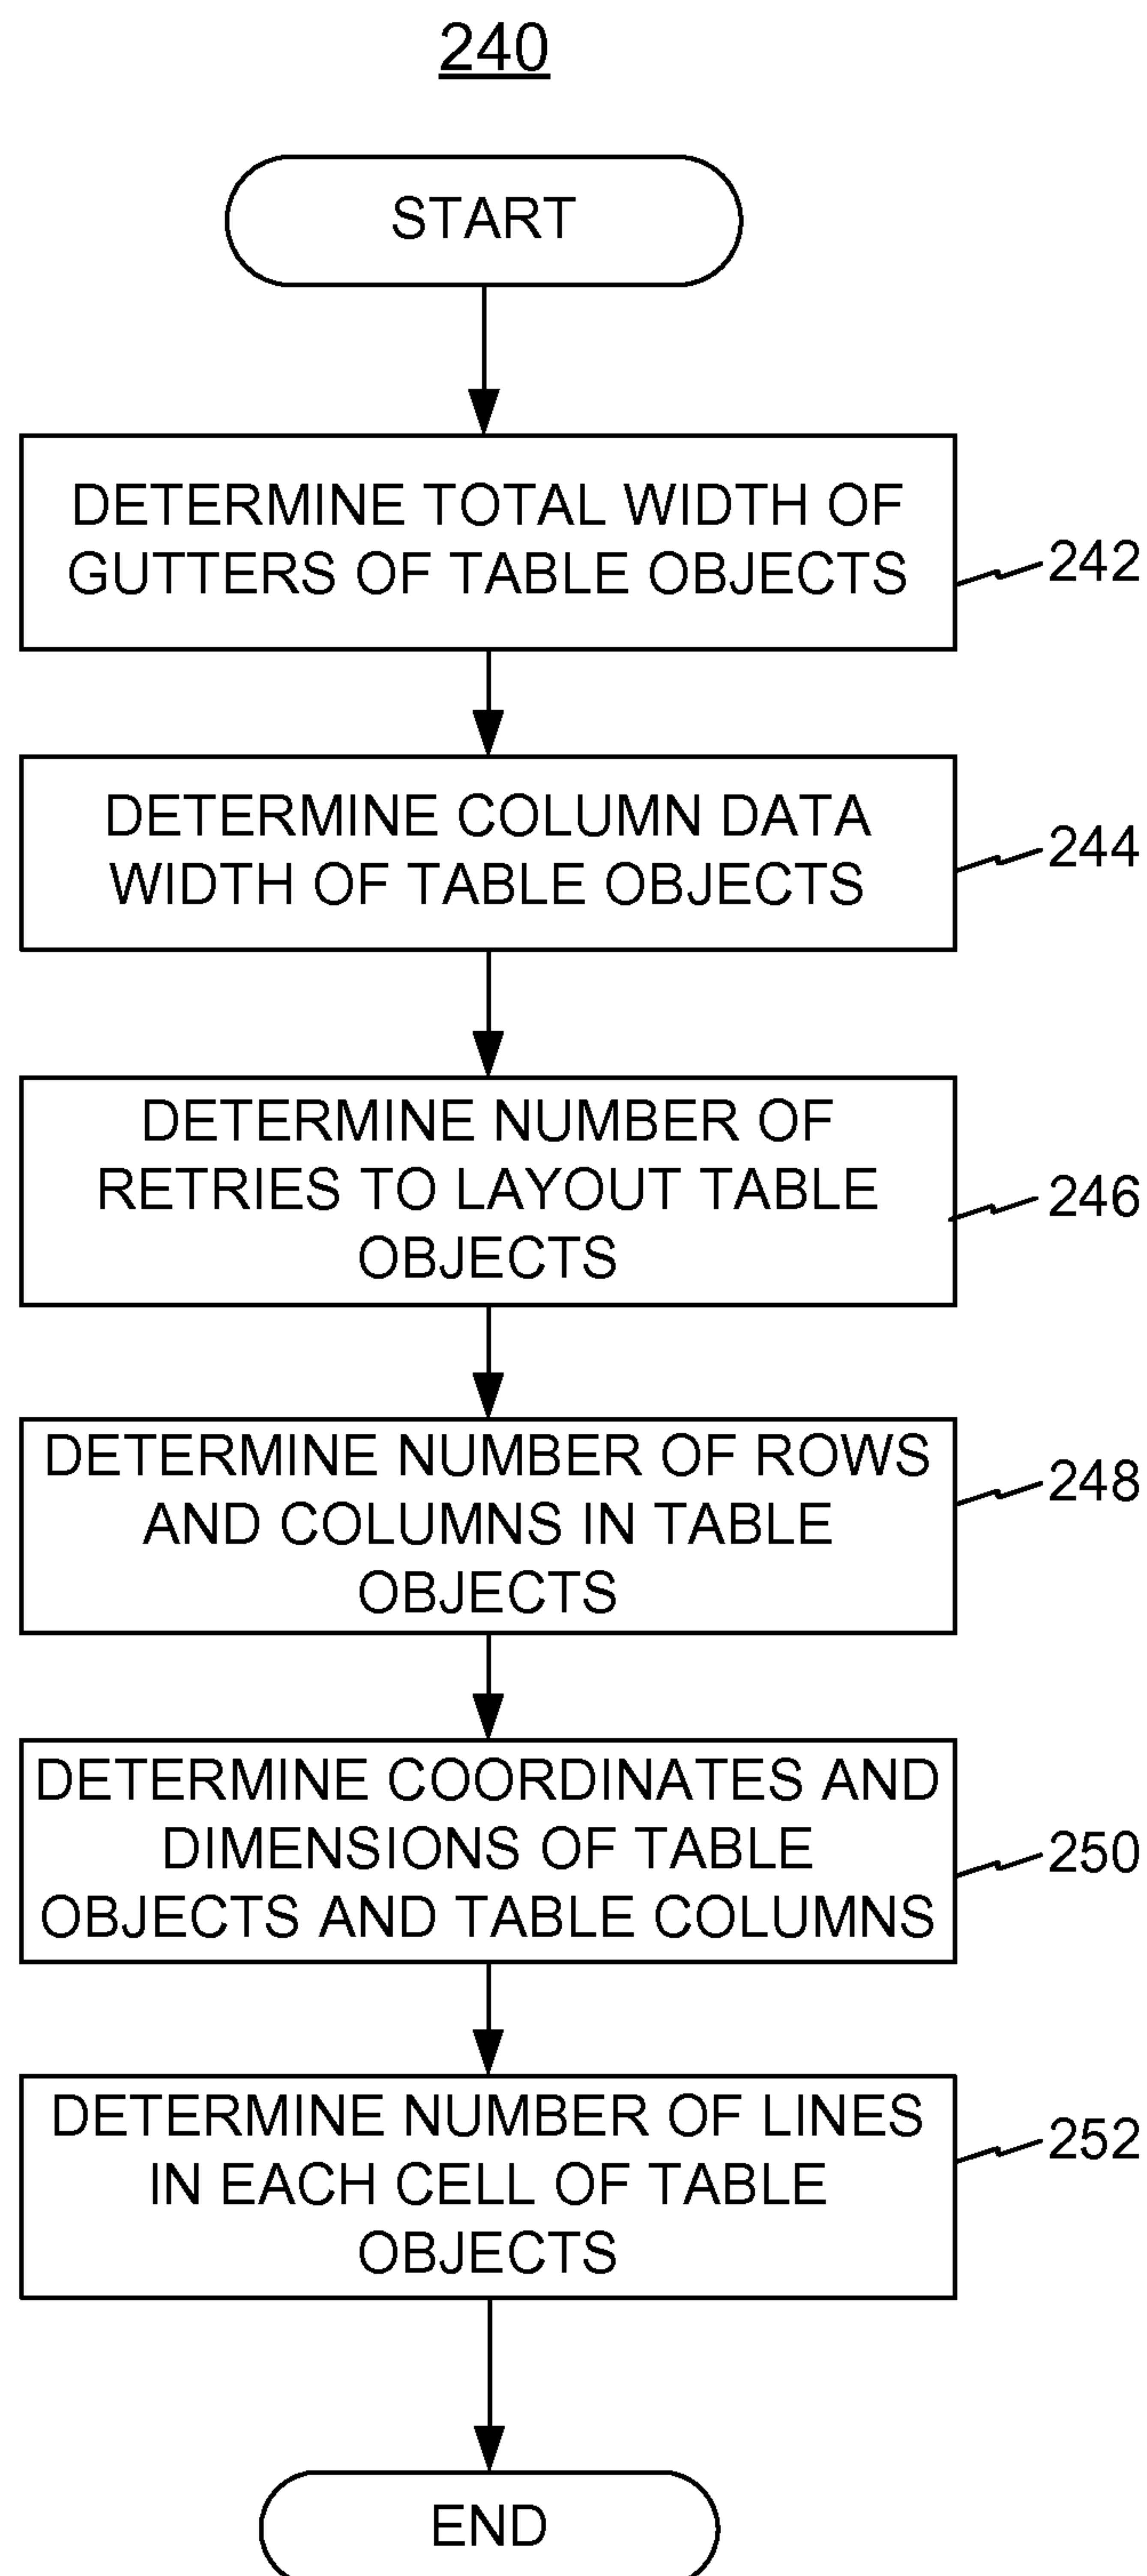 240
START
DETERMINE TOTAL WIDTH OF
GUTTERS OF TABLE OBJECTS
242
DETERMINE COLUMN DATA
WIDTH OF TABLE OBJECTS
244
DETERMINE NUMBER OF
RETRIES TO LAYOUT TABLE
OBJECTS
246
DETERMINE NUMBER OF ROWS
AND COLUMNS IN TABLE
OBJECTS
248
DETERMINE COORDINATES AND
DIMENSIONS OF TABLE
OBJECTS AND TABLE COLUMNS
250
DETERMINE NUMBER OF LINES
IN EACH CELL OF TABLE
OBJECTS
252
END